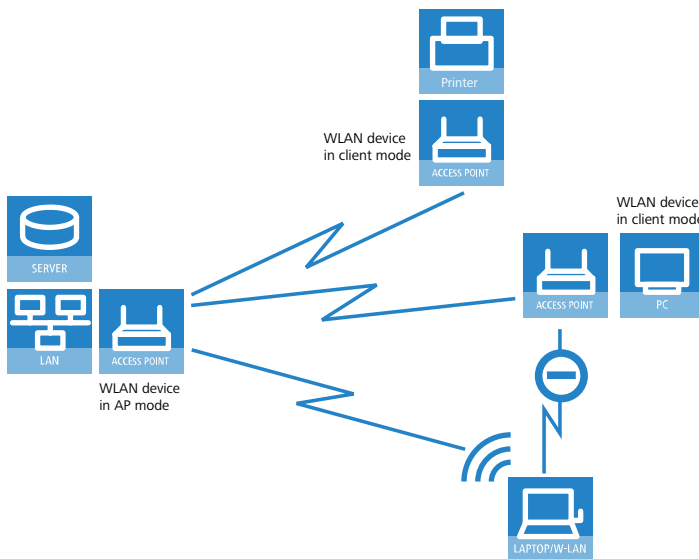 Printer
WLAN device
in client mode
ACCESS POINT
WLAN device
in client mode
SERVER
ACCESS POINT
PC
LAN
ACCESS POINT
WLAN device
in AP mode
LAPTOP/W-LAN